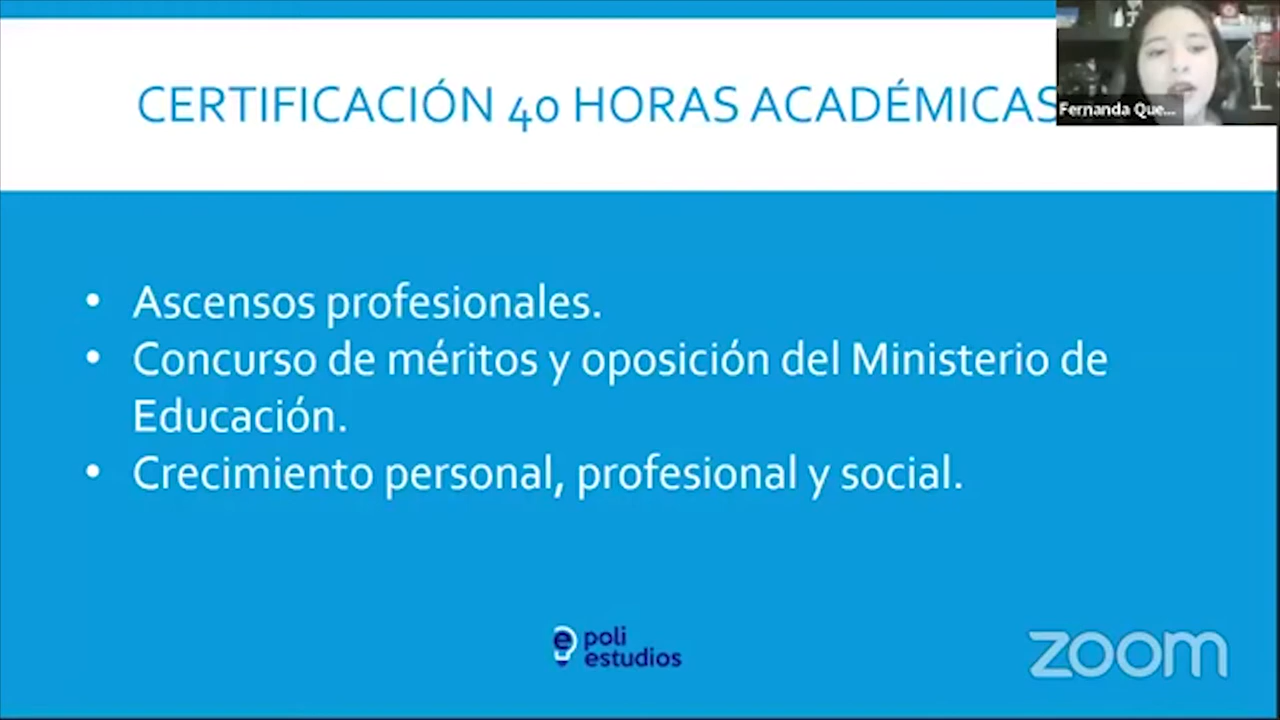 CERTIFICACIÓN 40 HORAS ACADÉMICAS
Fernanda Que...
• Ascensos profesionales.
• Concurso de méritos y oposición del Ministerio de
Educación.
• Crecimiento personal, profesional y social.
e poli
estudios
zoom